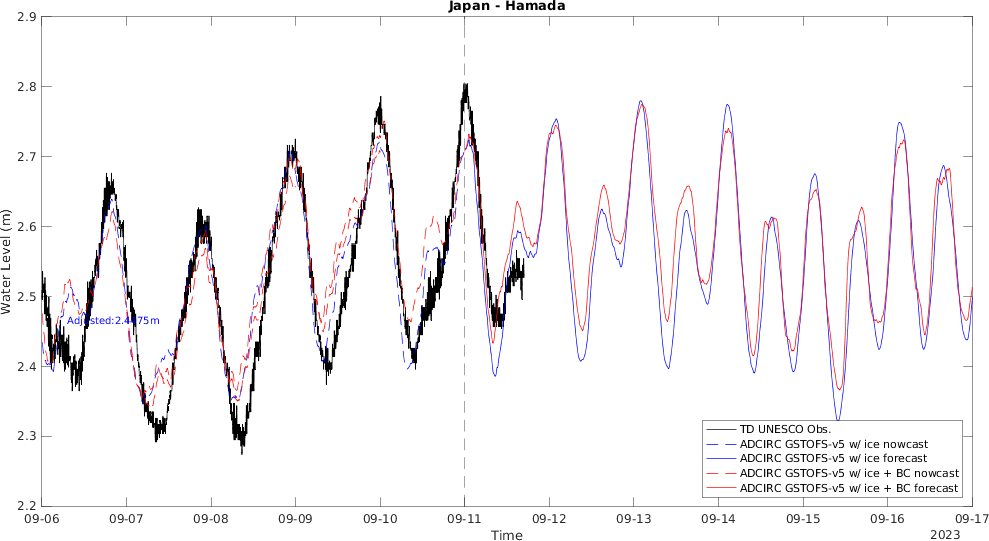 Japan - Hamada
2.9
2.8
2.7
2.6
2.5
2.4
2.3
2.2
Water Level (m)
09-06
09-07
09-08
09-09
09-10
09-11
09-12
09-13
09-14
09-15
09-16
09-17
Time
2023
TD UNESCO Obs.
ADCIRC GSTOFS-v5 w/ ice nowcast
ADCIRC GSTOFS-v5 w/ ice forecast
ADCIRC GSTOFS-v5 w/ ice + BC nowcast
ADCIRC GSTOFS-v5 w/ ice + BC forecast